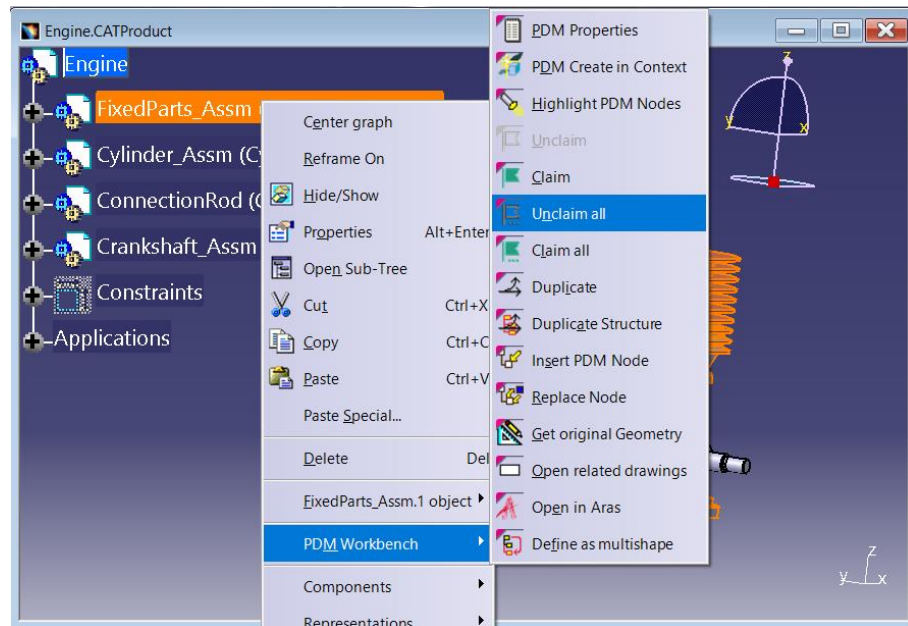 Engine.CATProduct
Engine
FixedParts_Assm
Cylinder_Assm (Cy
ConnectionRod (C
Crankshaft_Assm
Constraints
Applications
Center graph
Reframe On
Hide/Show
Properties Alt+Enter
Open Sub-Tree
Cut Ctrl+X
Copy Ctrl+C
Paste Ctrl+V
Paste Special...
Delete Del
FixedParts_Assm.1 object
PDM Workbench
Components
Representations
PDM Properties
PDM Create in Context
Highlight PDM Nodes
Unclaim
Claim
Unclaim all
Claim all
Duplicate
Duplicate Structure
Insert PDM Node
Replace Node
Get original Geometry
Open related drawings
Open in Aras
Define as multishape
z
y x
z
y x